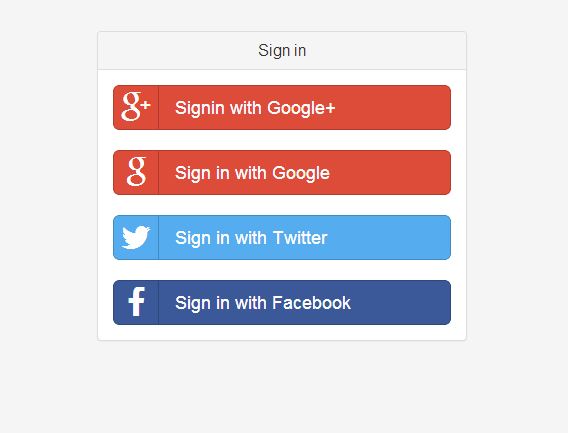 Sign in
g+ Signin with Google+
g Sign in with Google
Sign in with Twitter
f Sign in with Facebook